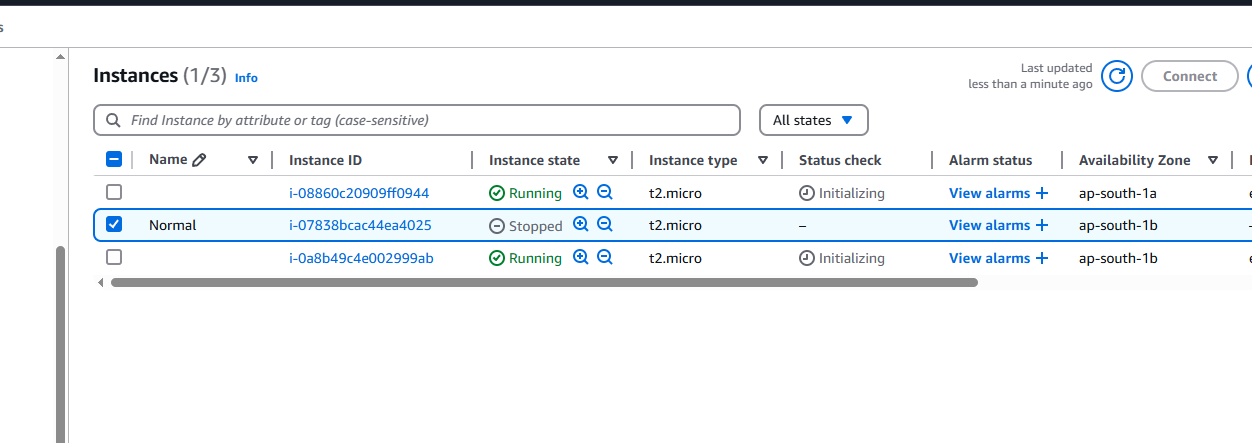 s
Instances (1/3) Info
Last updated
less than a minute ago
Connect
Find Instance by attribute or tag (case-sensitive)
All states
Name Instance ID Instance state Instance type Status check Alarm status Availability Zone
i-08860c20909ff0944 Running t2.micro Initializing View alarms + ap-south-1a
Normal i-07838bcac44ea4025 Stopped t2.micro – View alarms + ap-south-1b
i-0a8b49c4e002999ab Running t2.micro Initializing View alarms + ap-south-1b